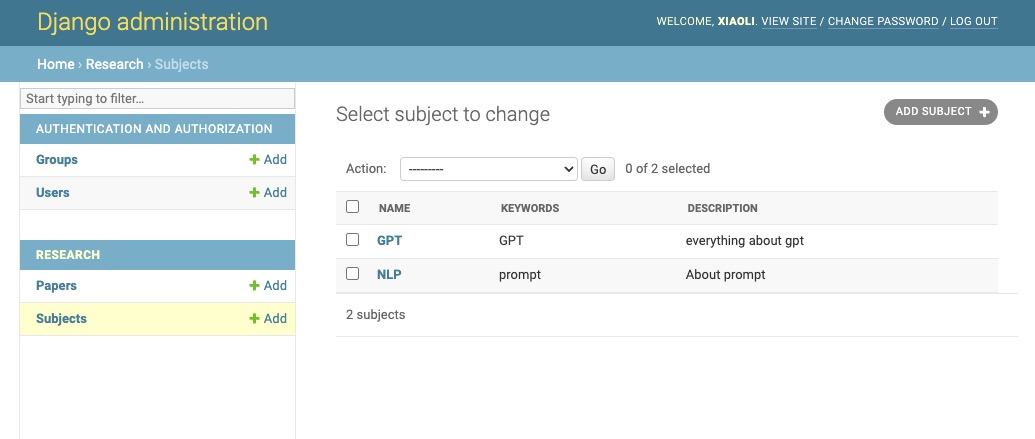 Django administration
WELCOME, XIAOLI. VIEW SITE / CHANGE PASSWORD / LOG OUT
Home › Research › Subjects
Start typing to filter...
AUTHENTICATION AND AUTHORIZATION
Groups + Add
Users + Add
RESEARCH
Papers + Add
Subjects + Add
Select subject to change
ADD SUBJECT +
Action: --------- Go 0 of 2 selected
NAME KEYWORDS DESCRIPTION
GPT GPT everything about gpt
NLP prompt About prompt
2 subjects